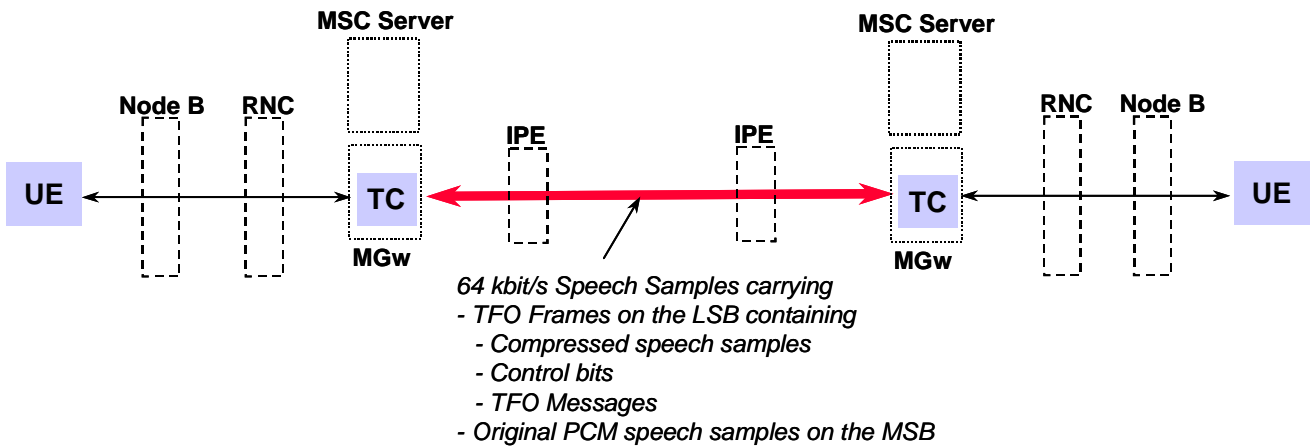 MSC Server
MSC Server
Node B
RNC
IPE
IPE
RNC
Node B
UE
TC
TC
UE
MGw
MGw
64 kbit/s Speech Samples carrying
- TFO Frames on the LSB containing
- Compressed speech samples
- Control bits
- TFO Messages
- Original PCM speech samples on the MSB